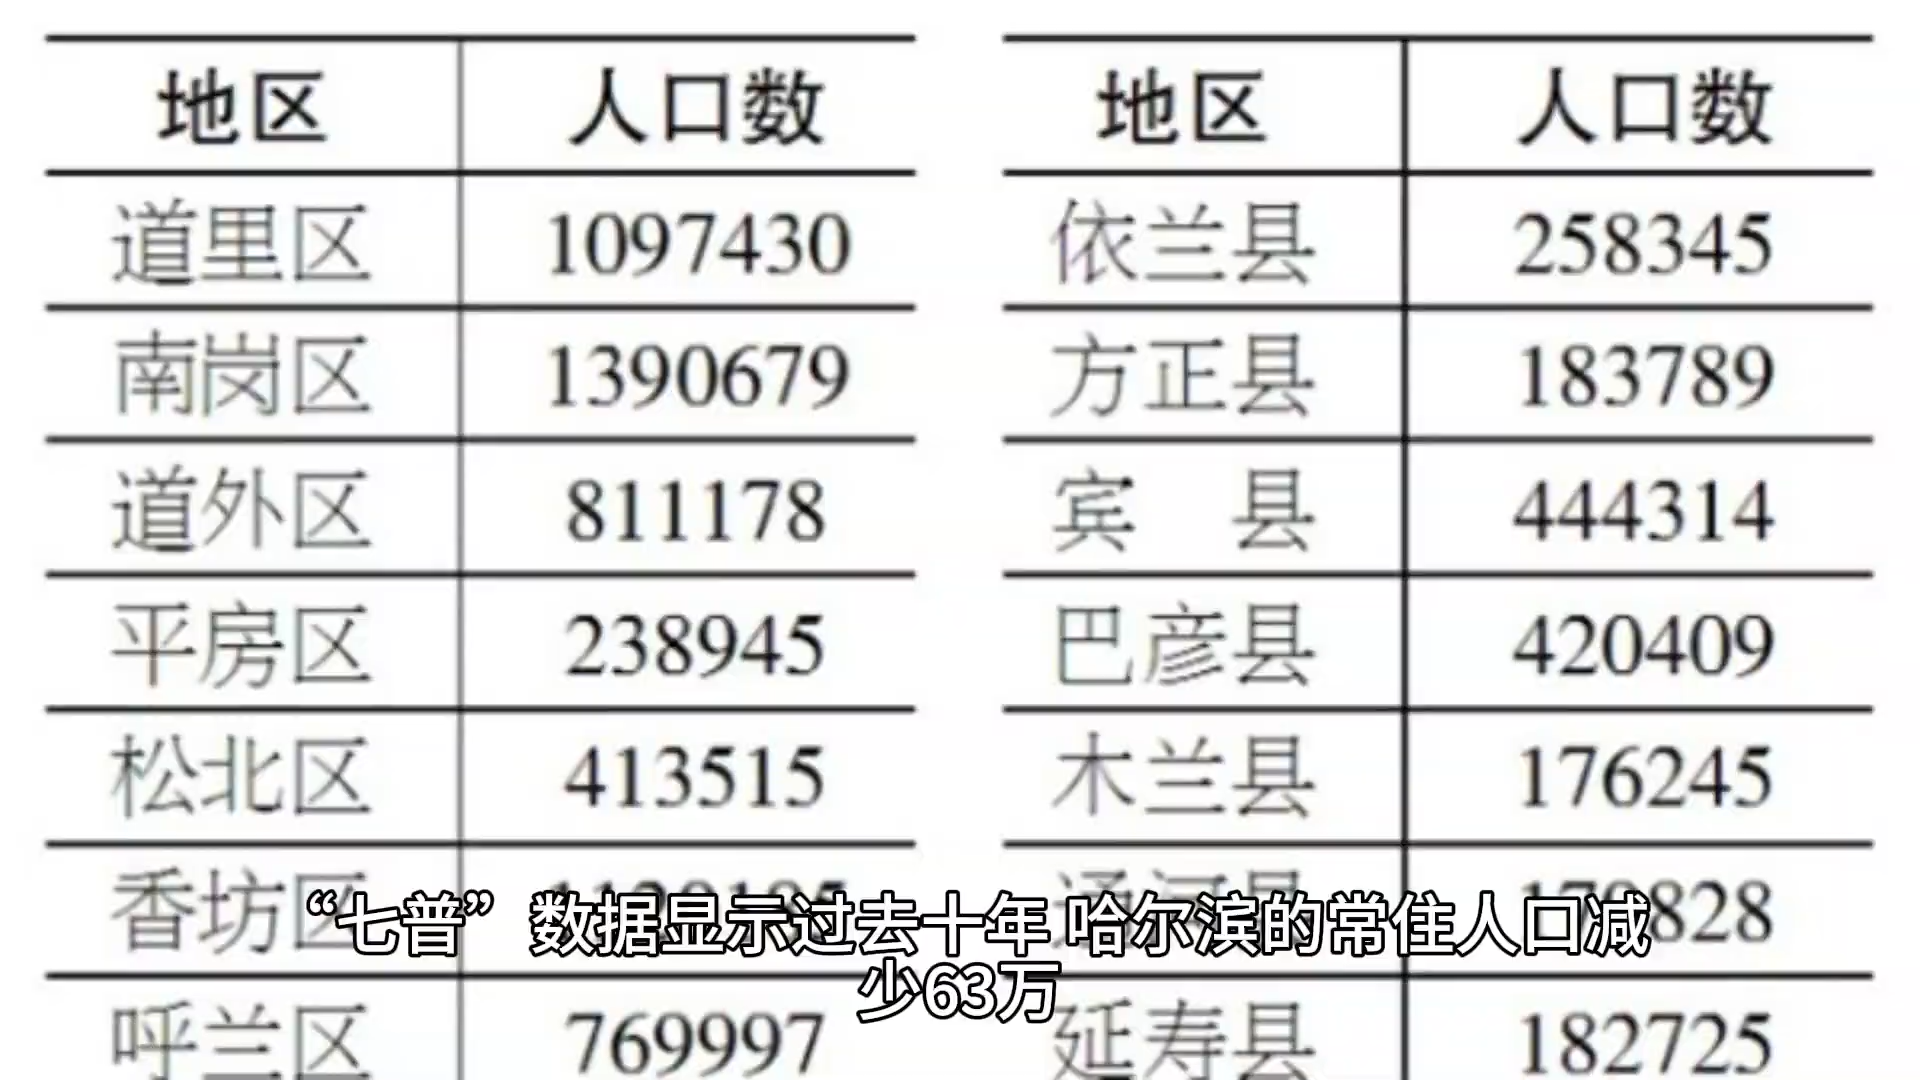 地区 人口数 地区 人口数
道里区 1097430 依兰县 258345
南岗区 1390679 方正县 183789
道外区 811178 宾 县 444314
平房区 238945 巴彦县 420409
松北区 413515 木兰县 176245
香坊区
“七普”数据显示过去十年 哈尔滨的常住人口减
少63万
呼兰区 769997 延寿县 182725